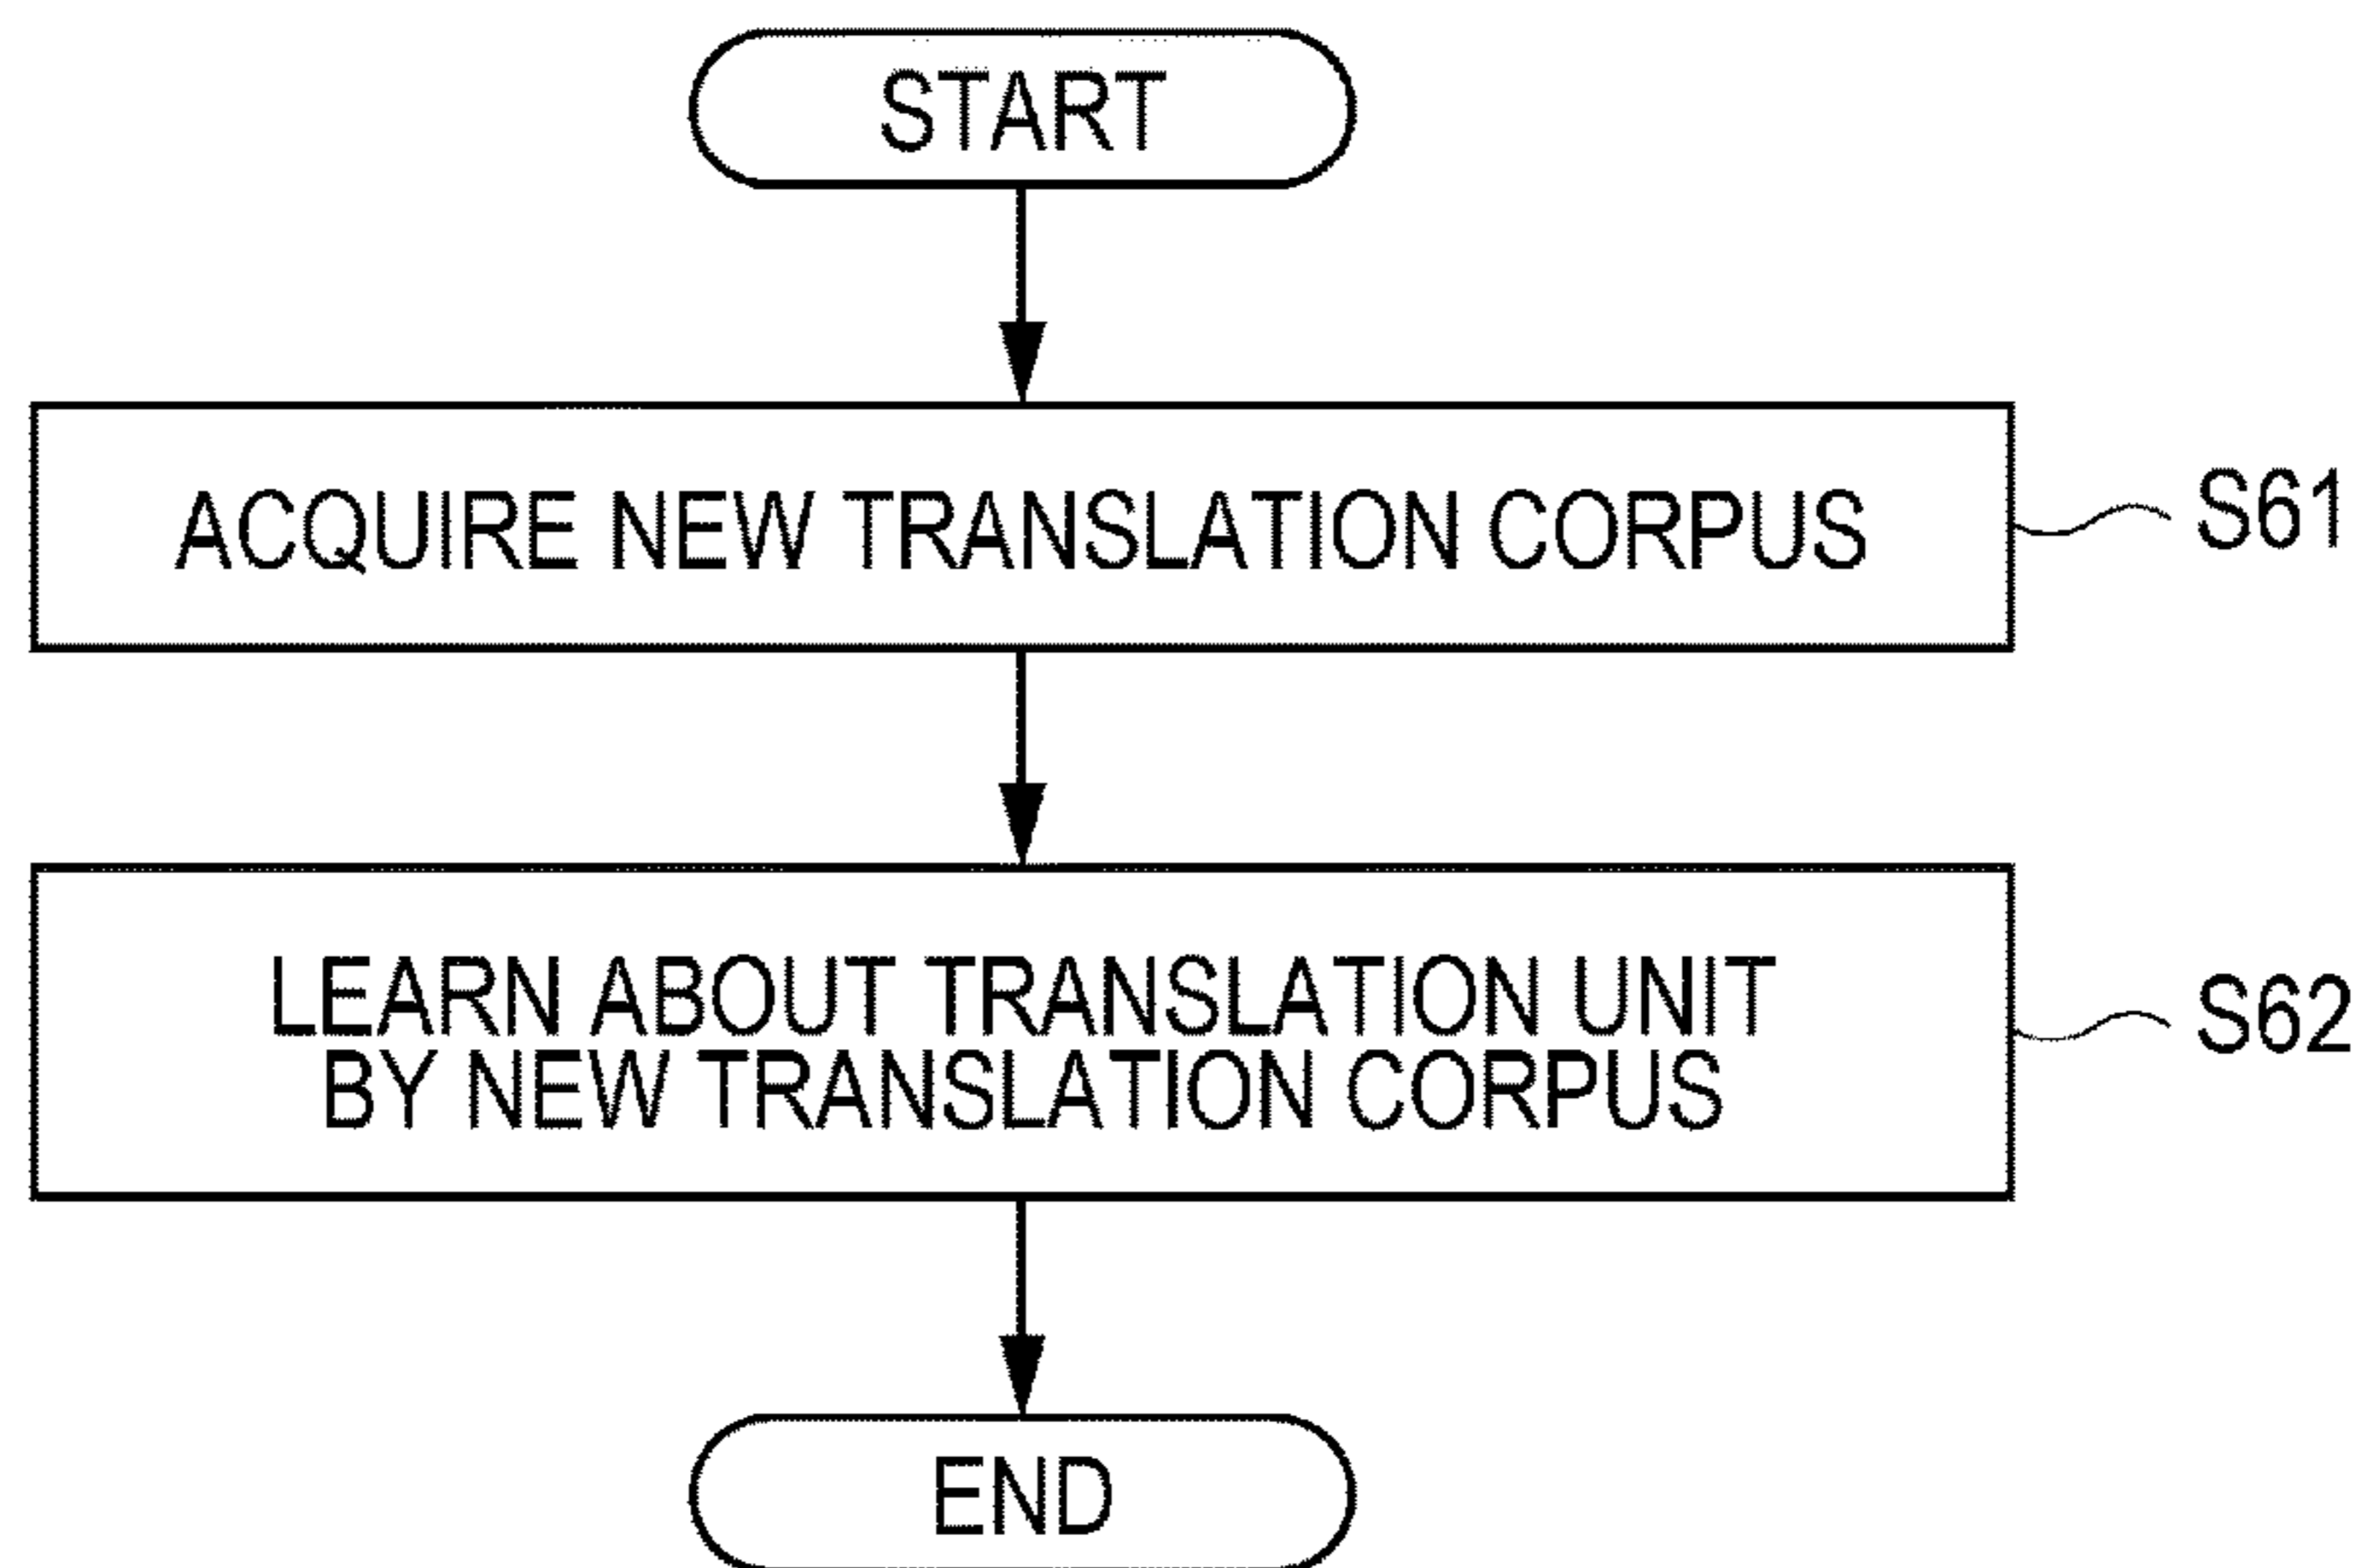 START
ACQUIRE NEW TRANSLATION CORPUS
S61
LEARN ABOUT TRANSLATION UNIT
BY NEW TRANSLATION CORPUS
S62
END